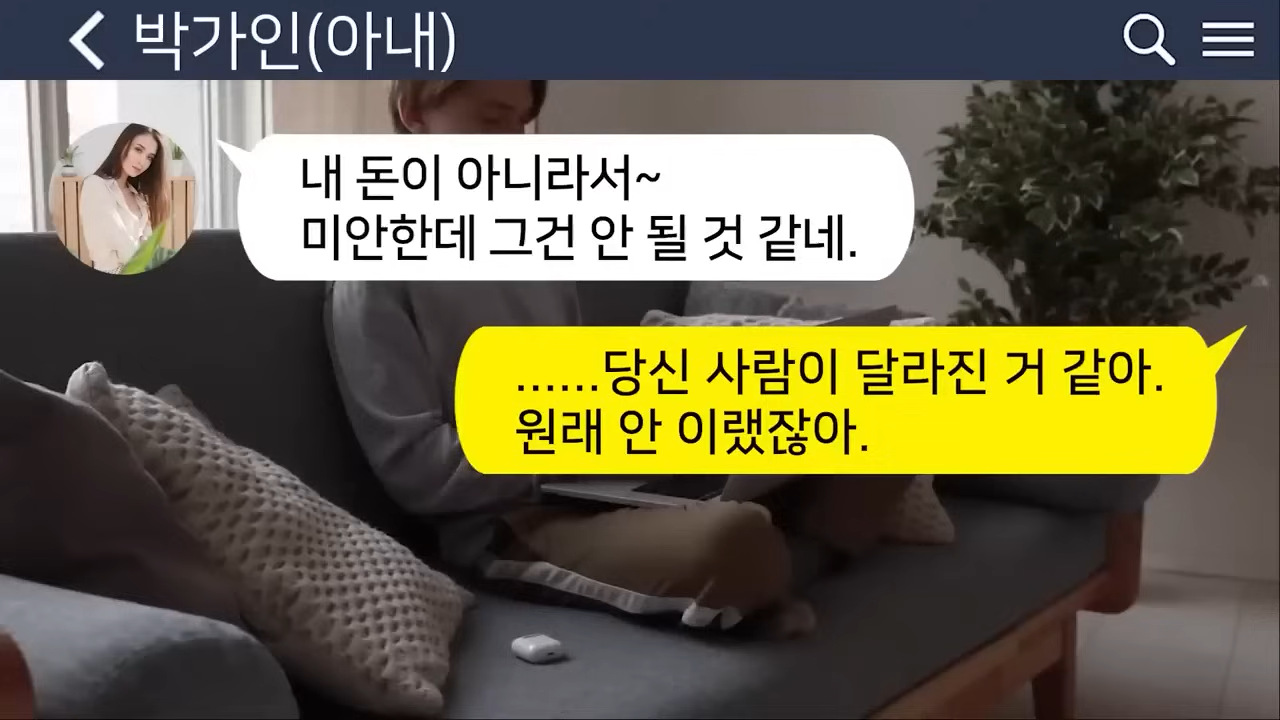 박가인(아내)
내 돈이 아니라서~
미안한데 그건 안 될 것 같네.
......당신 사람이 달라진 거 같아.
원래 안 이랬잖아.